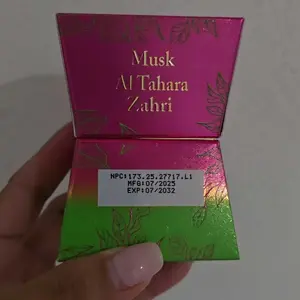 Musk
Al Tahara
Zahri
NPC:173.25.27717.L1
MFG:07/2025
EXP:07/2032